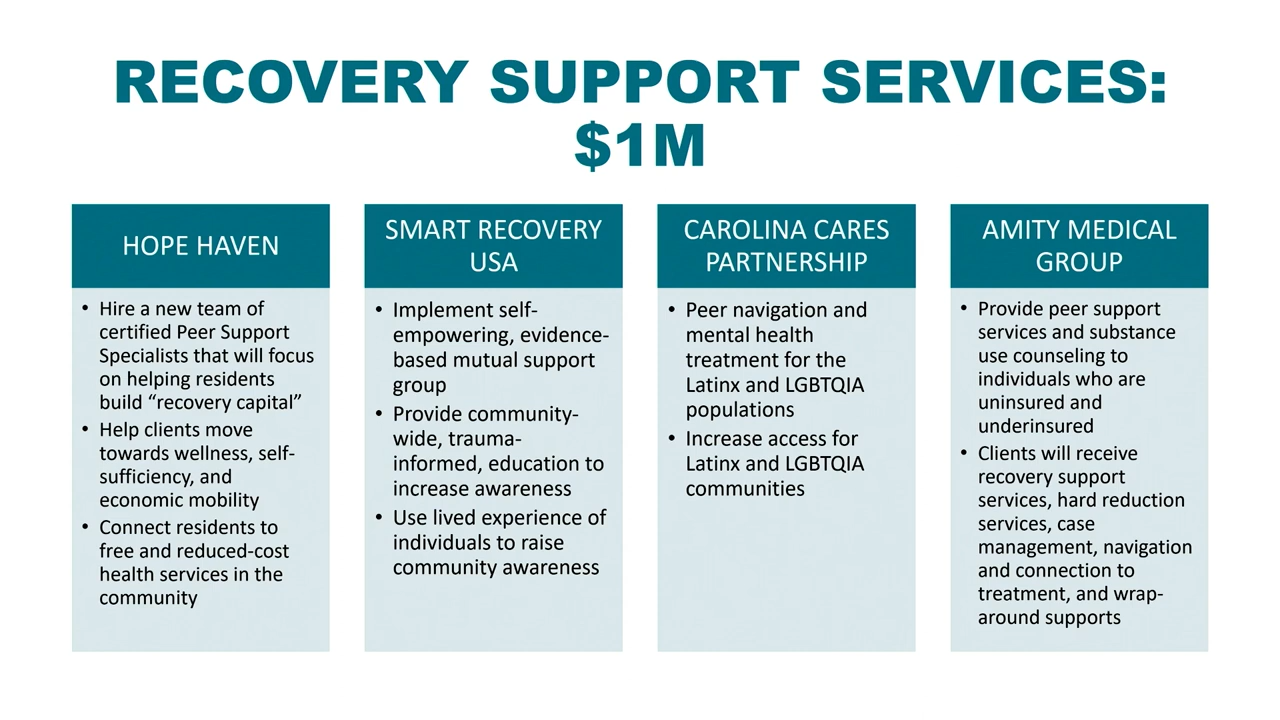 RECOVERY SUPPORT SERVICES:
$1M
HOPE HAVEN
• Hire a new team of
certified Peer Support
Specialists that will focus
on helping residents
build “recovery capital”
• Help clients move
towards wellness, self-
sufficiency, and
economic mobility
• Connect residents to
free and reduced-cost
health services in the
community
SMART RECOVERY
USA
• Implement self-
empowering, evidence-
based mutual support
group
• Provide community-
wide, trauma-
informed, education to
increase awareness
• Use lived experience of
individuals to raise
community awareness
CAROLINA CARES
PARTNERSHIP
• Peer navigation and
mental health
treatment for the
Latinx and LGBTQIA
populations
• Increase access for
Latinx and LGBTQIA
communities
AMITY MEDICAL
GROUP
• Provide peer support
services and substance
use counseling to
individuals who are
uninsured and
underinsured
• Clients will receive
recovery support
services, hard reduction
services, case
management, navigation
and connection to
treatment, and wrap-
around supports